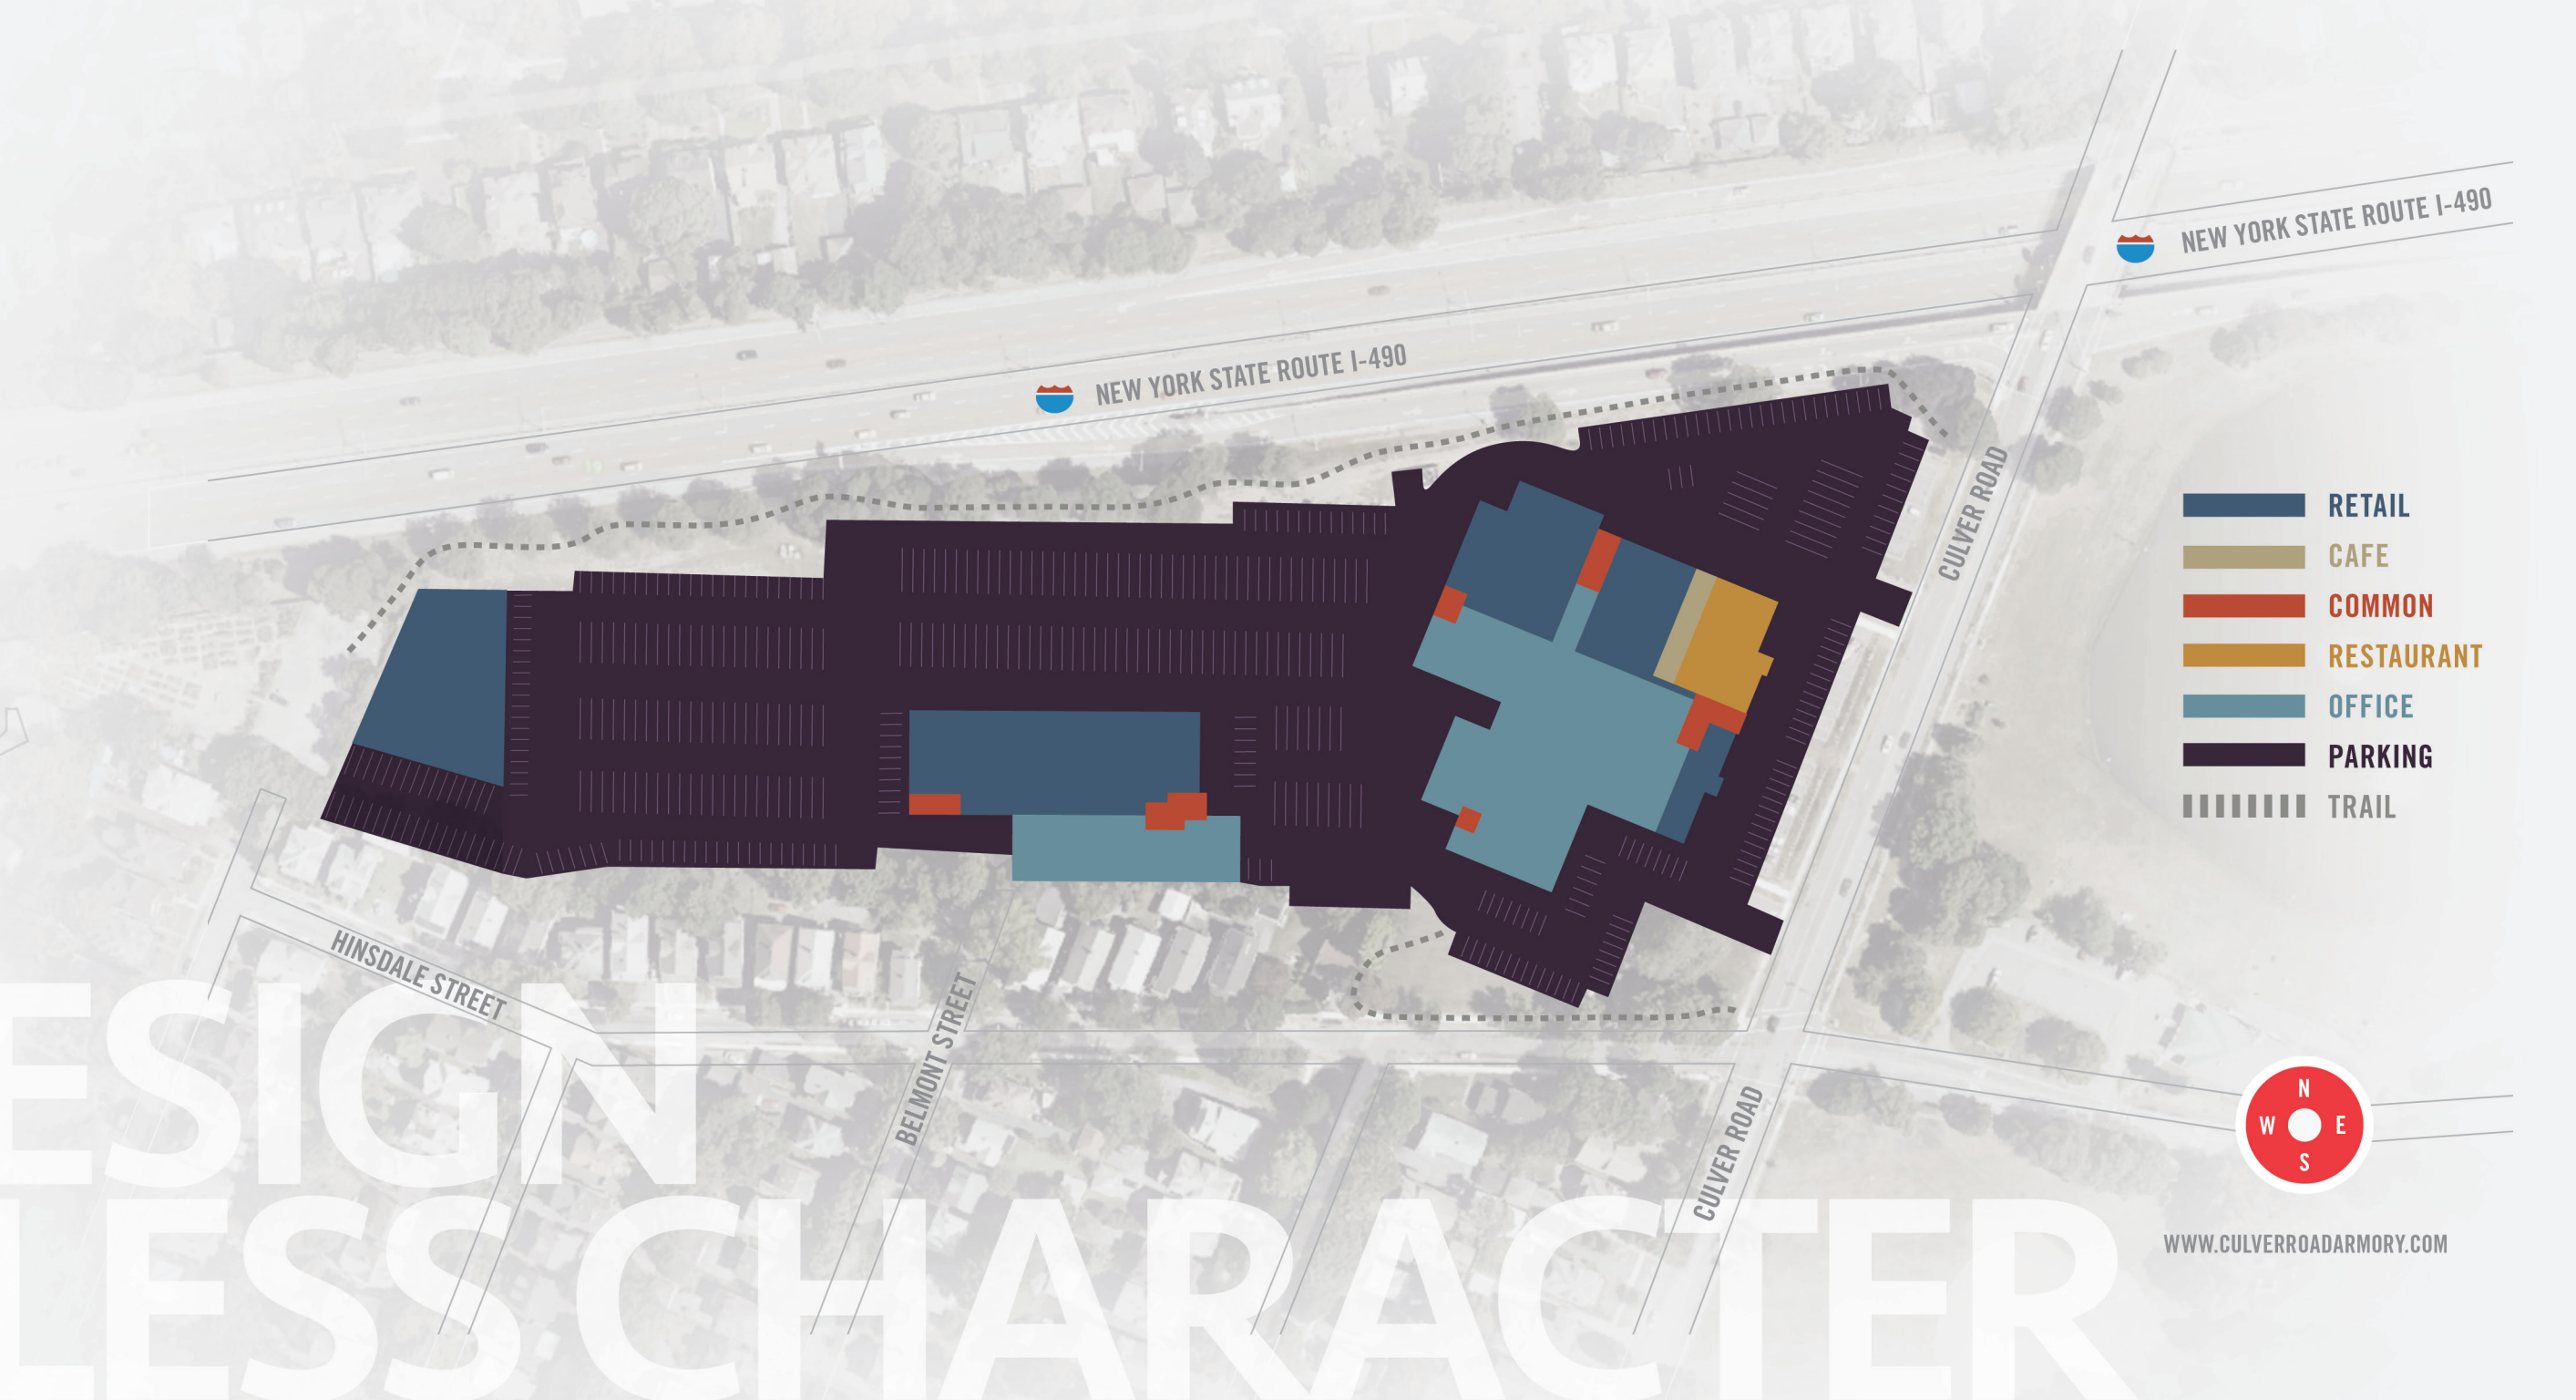 NEW YORK STATE ROUTE I-490
NEW YORK STATE ROUTE I-490
CULVER ROAD
RETAIL
CAFE
COMMON
RESTAURANT
OFFICE
PARKING
TRAIL
HINSDALE STREET
BELMONT STREET
CULVER ROAD
ESIGN
LESS CHARACTER
N
W E
S
WWW.CULVERROADARMORY.COM